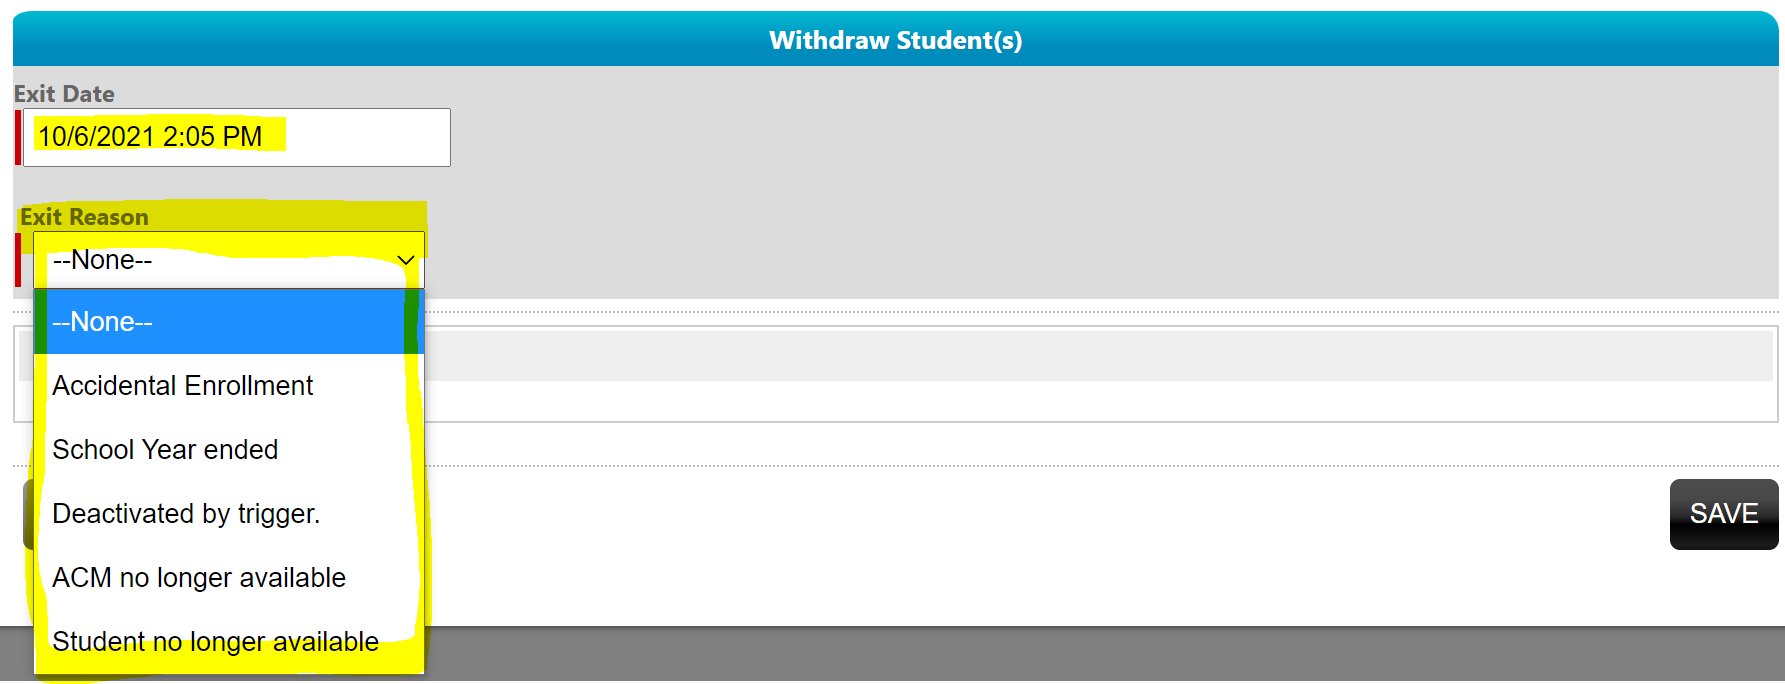 Withdraw Student(s)
Exit Date
10/6/2021 2:05 PM
Exit Reason
--None--
--None--
Accidental Enrollment
School Year ended
Deactivated by trigger.
SAVE
ACM no longer available
Student no longer available